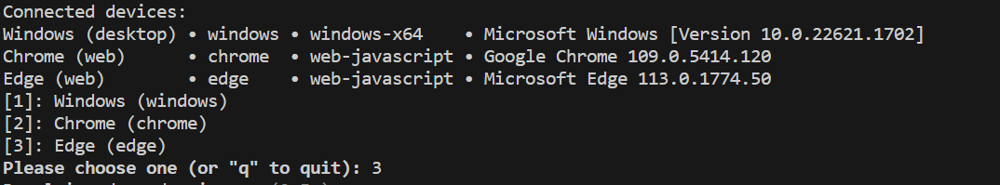 Connected devices:
Windows (desktop) • windows • windows-x64    • Microsoft Windows [Version 10.0.22621.1702]
Chrome (web)      • chrome  • web-javascript • Google Chrome 109.0.5414.120
Edge (web)        • edge    • web-javascript • Microsoft Edge 113.0.1774.50
[1]: Windows (windows)
[2]: Chrome (chrome)
[3]: Edge (edge)
Please choose one (or "q" to quit): 3